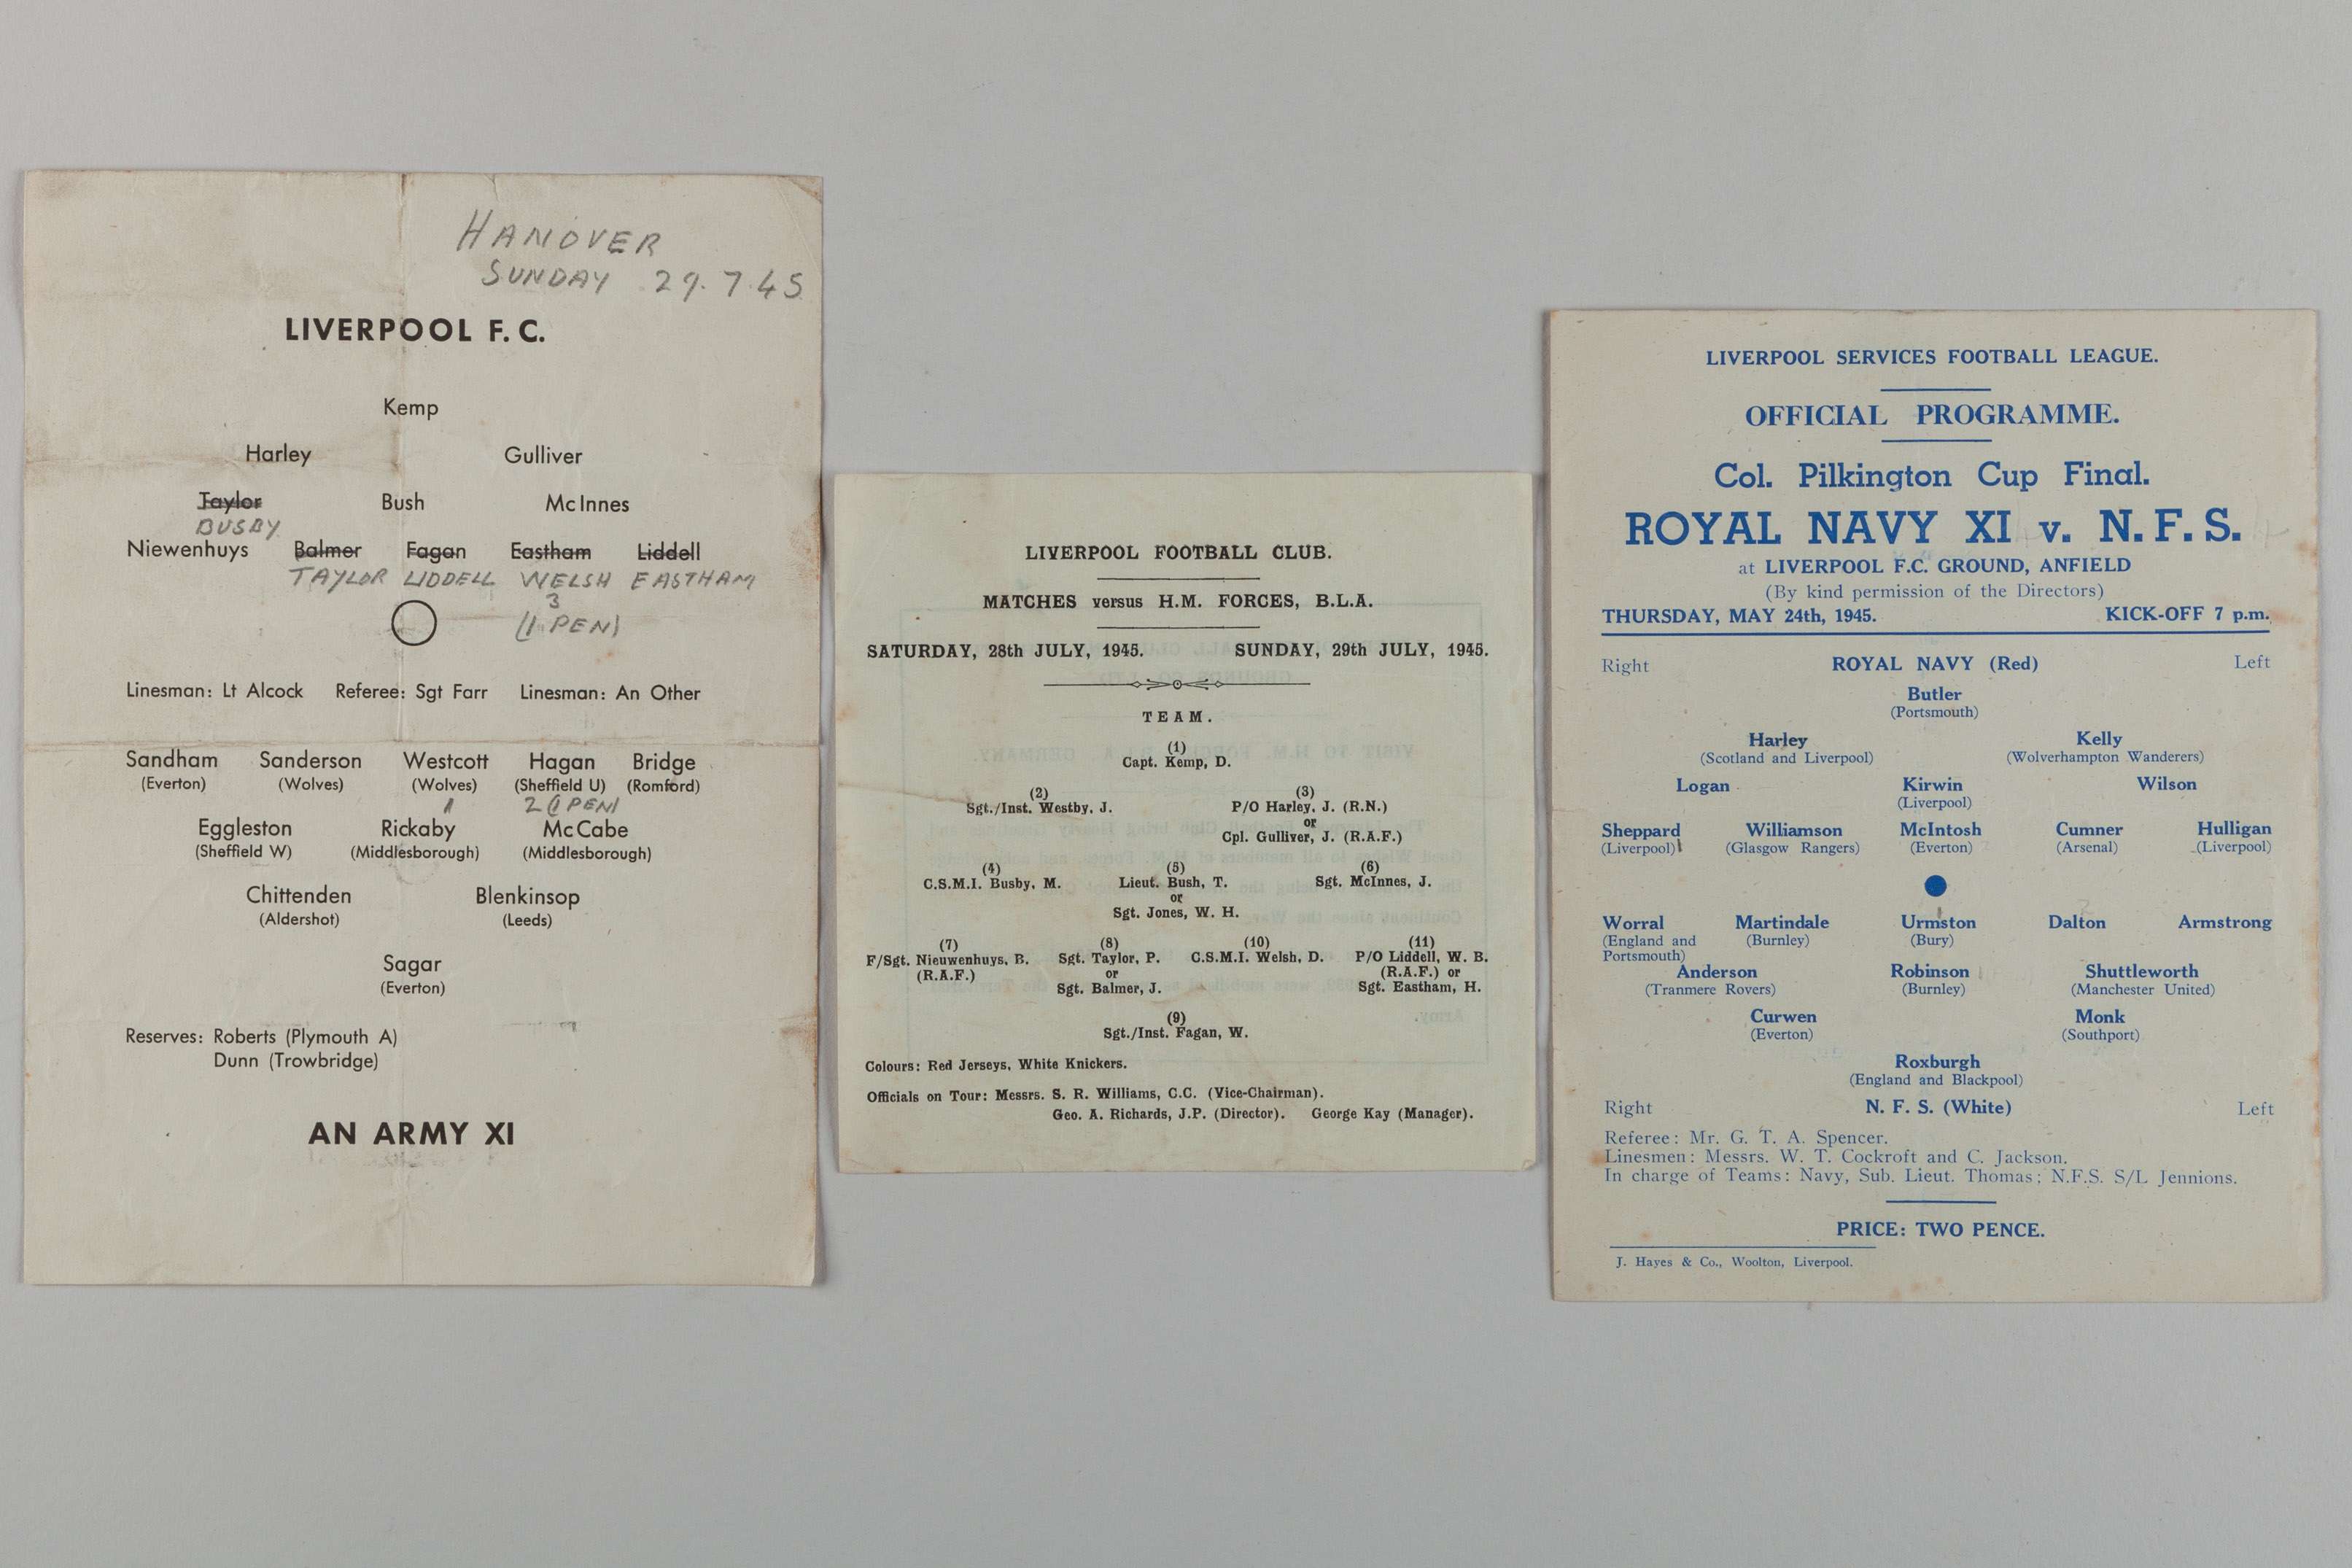 HANOVER
SUNDAY 29.7.45
LIVERPOOL F.C.
Kemp
Harley Gulliver
Taylor Bush McInnes
BUSBY
Niewenhuys Balmer Fagan Eastham Liddell
TAYLOR LIDDELL WELSH EASTHAM
3
(1 PEN)
Linesman: Lt Alcock Referee: Sgt Farr Linesman: An Other
Sandham Sanderson Westcott Hagan Bridge
(Everton) (Wolves) (Wolves) (Sheffield U) (Romford)
1 2 (1 PEN)
Eggleston Rickaby McCabe
(Sheffield W) (Middlesborough) (Middlesborough)
Chittenden Blenkinsop
(Aldershot) (Leeds)
Sagar
(Everton)
Reserves: Roberts (Plymouth A)
Dunn (Trowbridge)
AN ARMY XI
LIVERPOOL FOOTBALL CLUB.
MATCHES versus H.M. FORCES, B.L.A.
SATURDAY, 28th JULY, 1945. SUNDAY, 29th JULY, 1945.
TEAM.
(1)
Capt. Kemp, D.
(2) (3)
Sgt./Inst. Westby, J. P/O Harley, J. (R.N.)
or
Cpl. Gulliver, J. (R.A.F.)
(4) (5) (6)
C.S.M.I. Busby, M. Lieut. Bush, T. Sgt. McInnes, J.
or
Sgt. Jones, W. H.
(7) (8) (10) (11)
F/Sgt. Nieuwenhuys, B. Sgt. Taylor, P. C.S.M.I. Welsh, D. P/O Liddell, W. B.
(R.A.F.) or (R.A.F.) or
Sgt. Balmer, J. Sgt. Eastham, H.
(9)
Sgt./Inst. Fagan, W.
Colours: Red Jerseys, White Knickers.
Officials on Tour: Messrs. S. R. Williams, C.C. (Vice-Chairman).
Geo. A. Richards, J.P. (Director). George Kay (Manager).
LIVERPOOL SERVICES FOOTBALL LEAGUE.
OFFICIAL PROGRAMME.
Col. Pilkington Cup Final.
ROYAL NAVY XI v. N.F.S.
at LIVERPOOL F.C. GROUND, ANFIELD
(By kind permission of the Directors)
THURSDAY, MAY 24th, 1945. KICK-OFF 7 p.m.
Right ROYAL NAVY (Red) Left
Butler
(Portsmouth)
Harley Kelly
(Scotland and Liverpool) (Wolverhampton Wanderers)
Logan Kirwin Wilson
(Liverpool)
Sheppard Williamson McIntosh Cumner Hulligan
(Liverpool) (Glasgow Rangers) (Everton) (Arsenal) (Liverpool)
Worral Martindale Urmston Dalton Armstrong
(England and (Burnley) (Bury)
Portsmouth)
Anderson Robinson Shuttleworth
(Tranmere Rovers) (Burnley) (Manchester United)
Curwen Monk
(Everton) (Southport)
Roxburgh
(England and Blackpool)
Right N. F. S. (White) Left
Referee: Mr. G. T. A. Spencer.
Linesmen: Messrs. W. T. Cockroft and C. Jackson.
In charge of Teams: Navy, Sub. Lieut. Thomas; N.F.S. S/L Jennions.
PRICE: TWO PENCE.
J. Hayes & Co., Woolton, Liverpool.